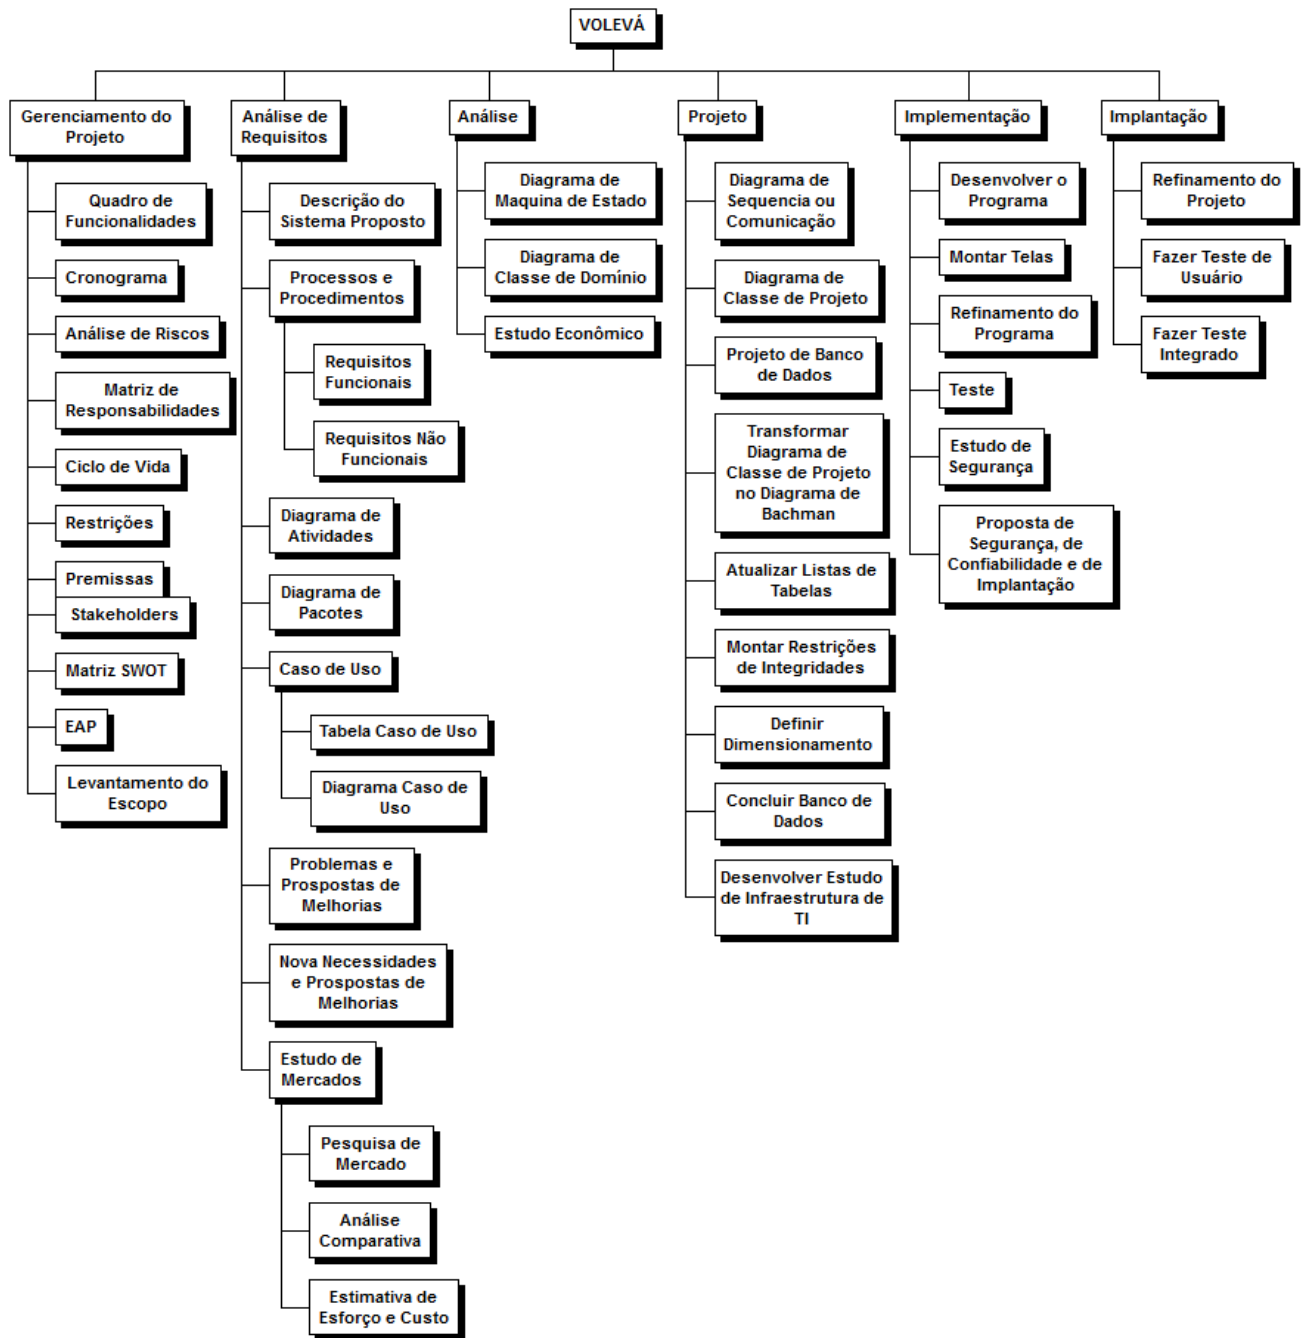 VOLEVÁ
Gerenciamento do
Projeto
Quadro de
Funcionalidades
Cronograma
Análise de Riscos
Matriz de
Responsabilidades
Ciclo de Vida
Restrições
Premissas
Stakeholders
Matriz SWOT
EAP
Levantamento do
Escopo
Análise de
Requisitos
Descrição do
Sistema Proposto
Processos e
Procedimentos
Requisitos
Funcionais
Requisitos Não
Funcionais
Diagrama de
Atividades
Diagrama de
Pacotes
Caso de Uso
Tabela Caso de Uso
Diagrama Caso de
Uso
Problemas e
Prospostas de
Melhorias
Nova Necessidades
e Prospostas de
Melhorias
Estudo de
Mercados
Pesquisa de
Mercado
Análise
Comparativa
Estimativa de
Esforço e Custo
Análise
Diagrama de
Maquina de Estado
Diagrama de
Classe de Domínio
Estudo Econômico
Projeto
Diagrama de
Sequencia ou
Comunicação
Diagrama de
Classe de Projeto
Projeto de Banco
de Dados
Transformar
Diagrama de
Classe de Projeto
no Diagrama de
Bachman
Atualizar Listas de
Tabelas
Montar Restrições
de Integridades
Definir
Dimensionamento
Concluir Banco de
Dados
Desenvolver Estudo
de Infraestrutura de
TI
Implementação
Desenvolver o
Programa
Montar Telas
Refinamento do
Programa
Teste
Estudo de
Segurança
Proposta de
Segurança, de
Confiabilidade e de
Implantação
Implantação
Refinamento do
Projeto
Fazer Teste de
Usuário
Fazer Teste
Integrado